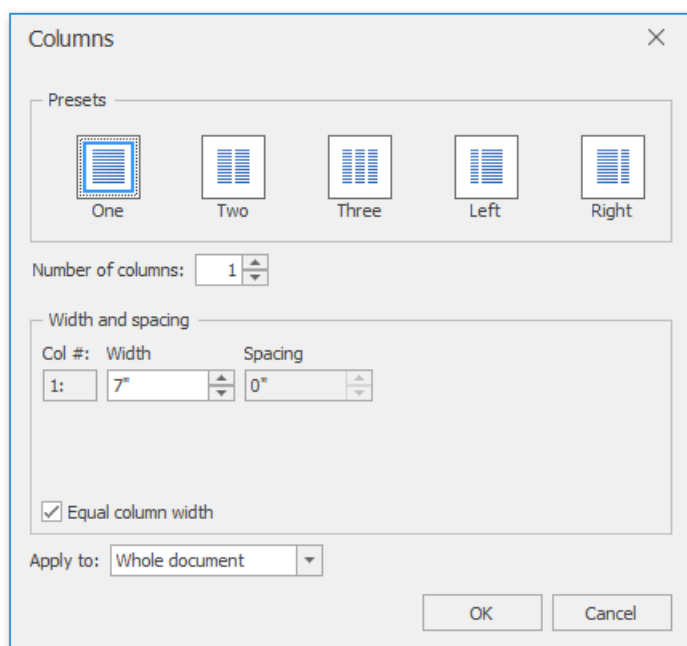 Columns
Presets
One Two Three Left Right
Number of columns: 1
Width and spacing
Col #: Width Spacing
1: 7" 0"
Equal column width
Apply to: Whole document
OK Cancel